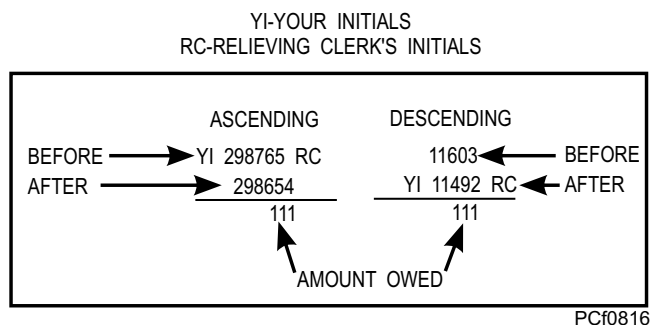 YI-YOUR INITIALS
RC-RELIEVING CLERK'S INITIALS
ASCENDING DESCENDING
BEFORE YI 298765 RC 11603 BEFORE
AFTER 298654 YI 11492 RC AFTER
111 111
AMOUNT OWED
PCf0816